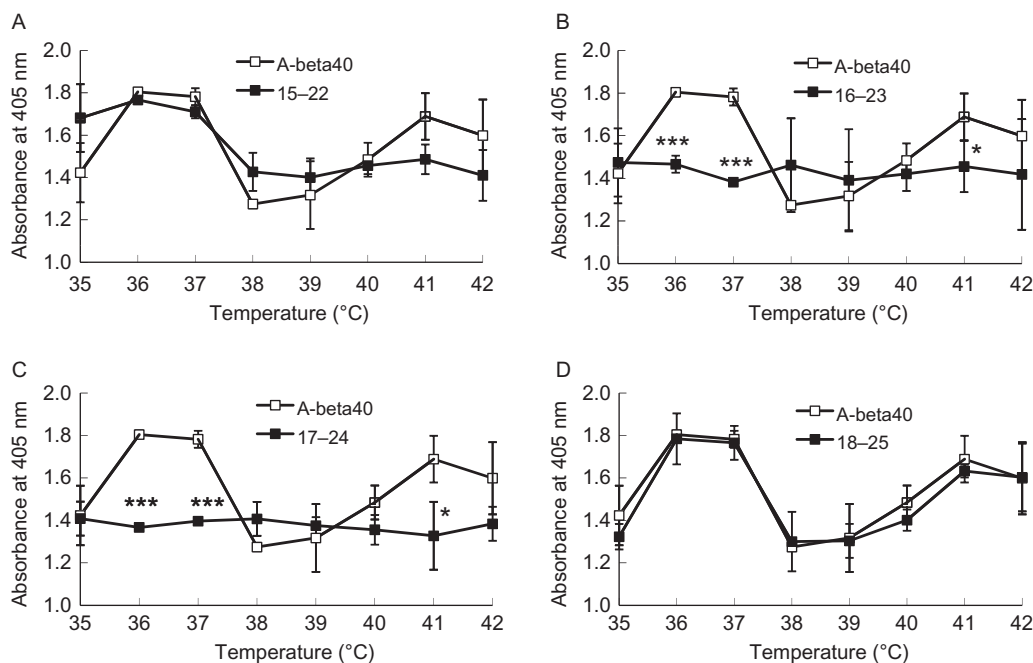 A
Absorbance at 405 nm
2.0
1.8
1.6
1.4
1.2
1.0
A-beta40
15–22
35 36 37 38 39 40 41 42
Temperature (°C)
B
Absorbance at 405 nm
2.0
1.8
1.6
1.4
1.2
1.0
A-beta40
16–23
***
***
*
35 36 37 38 39 40 41 42
Temperature (°C)
C
Absorbance at 405 nm
2.0
1.8
1.6
1.4
1.2
1.0
A-beta40
17–24
*** ***
*
35 36 37 38 39 40 41 42
Temperature (°C)
D
Absorbance at 405 nm
2.0
1.8
1.6
1.4
1.2
1.0
A-beta40
18–25
35 36 37 38 39 40 41 42
Temperature (°C)